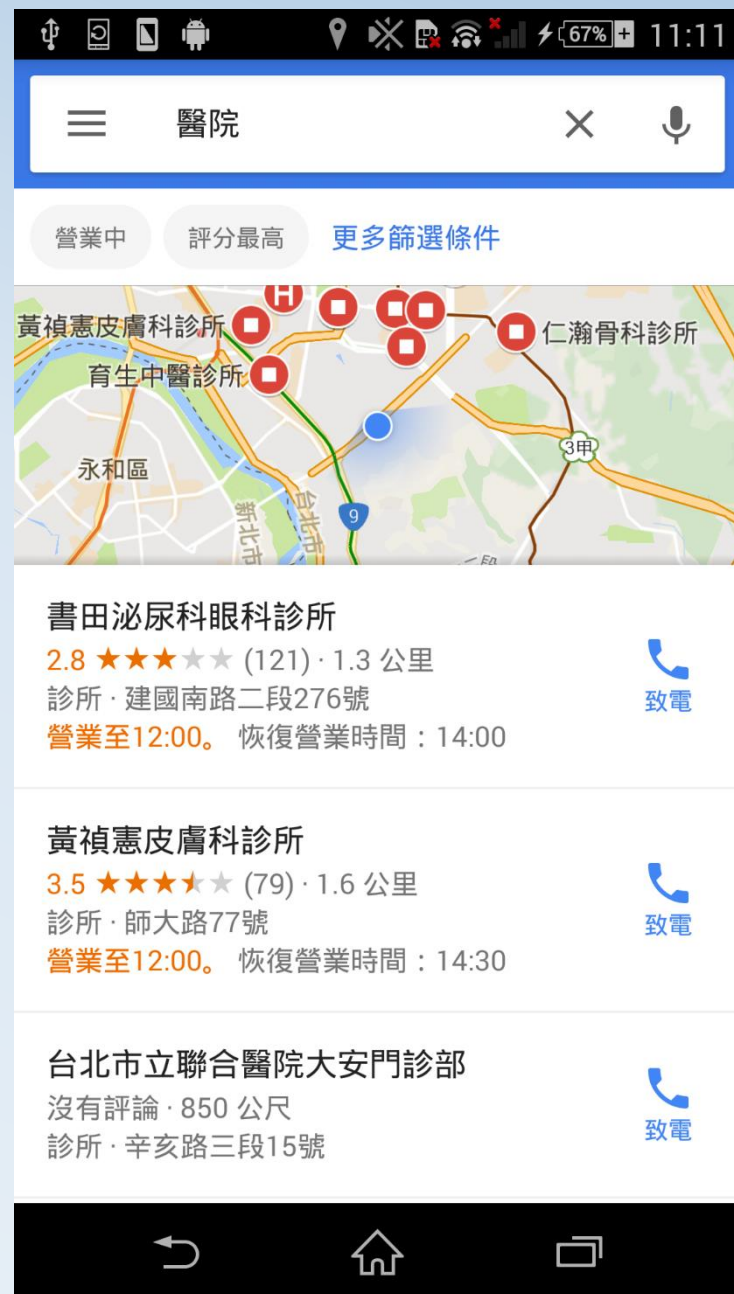 67% 11:11
醫院
營業中 評分最高 更多篩選條件
黃禎憲皮膚科診所
仁瀚骨科診所
育生中醫診所
3甲
永和區
新北市
台北市
9
書田泌尿科眼科診所
2.8 ★★★★★ (121) · 1.3 公里
診所 · 建國南路二段276號
致電
營業至12:00。 恢復營業時間：14:00
黃禎憲皮膚科診所
3.5 ★★★★★ (79) · 1.6 公里
診所 · 師大路77號
致電
營業至12:00。 恢復營業時間：14:30
台北市立聯合醫院大安門診部
沒有評論 · 850 公尺
致電
診所 · 辛亥路三段15號